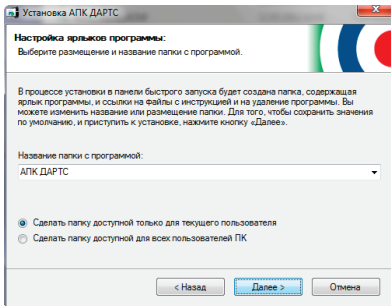 Установка АПК ДАРТС
Настройка ярлыков программы:
Выберите размещение и название папки с программой.
В процессе установки в панели быстрого запуска будет создана папка, содержащая
ярлык программы, и ссылки на файлы с инструкцией и на удаление программы. Вы
можете изменить название или размещение папки. Для того, чтобы сохранить значения
по умолчанию, и приступить к установке, нажмите кнопку «Далее».
Название папки с программой:
АПК ДАРТС
Сделать папку доступной только для текущего пользователя
Сделать папку доступной для всех пользователей ПК
< Назад
Далее >
Отмена